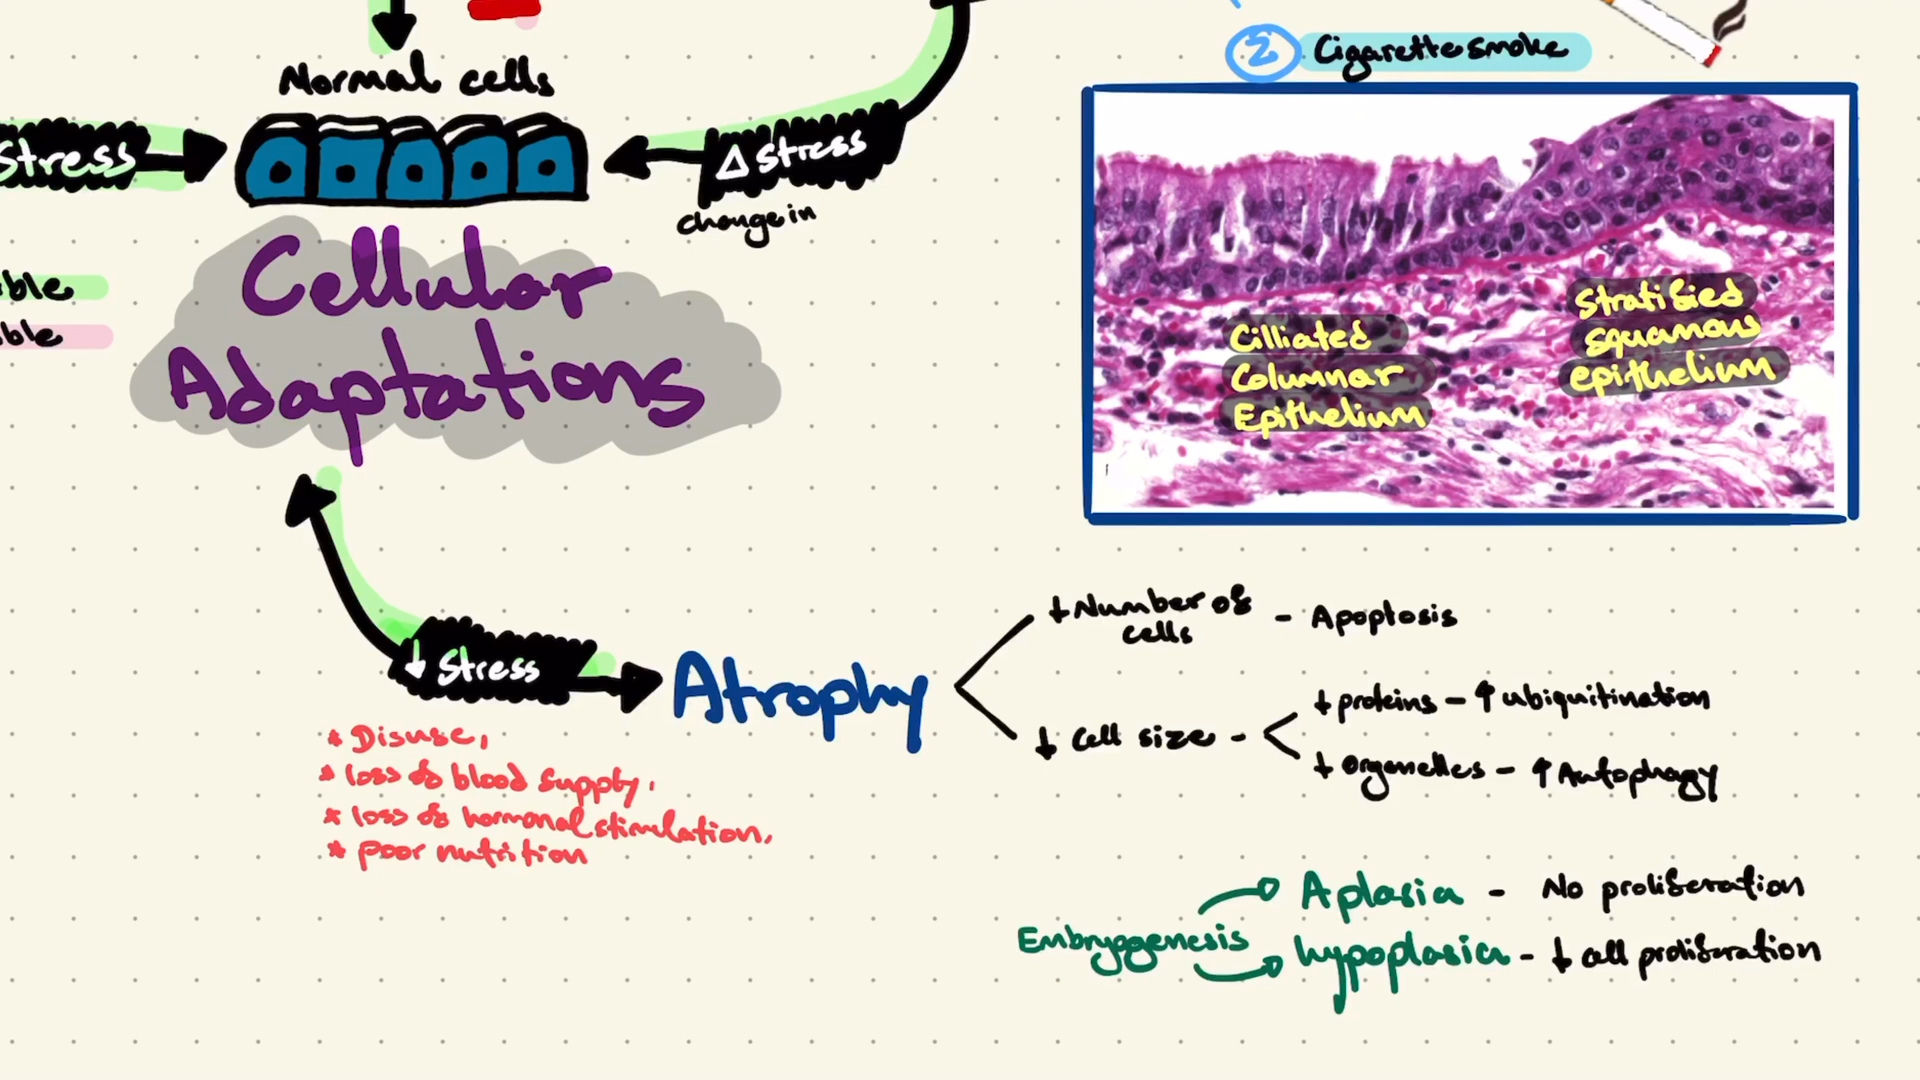 ② Cigarette smoke
Normal cells
Stress
Δ Stress
change in
Cellular
Adaptations
Cilliated
Columnar
Epithelium
Stratified
squamous
epithelium
↓ Stress
* Disuse,
* loss of blood supply,
* loss of hormonal stimulation,
* poor nutrition
Atrophy
↓ Number of
cells
- Apoptosis
↓ cell size -
↓ proteins - ↑ ubiquitination
↓ organelles - ↑ Autophagy
Embryogenesis
Aplasia - No proliferation
hypoplasia - ↓ cell proliferation